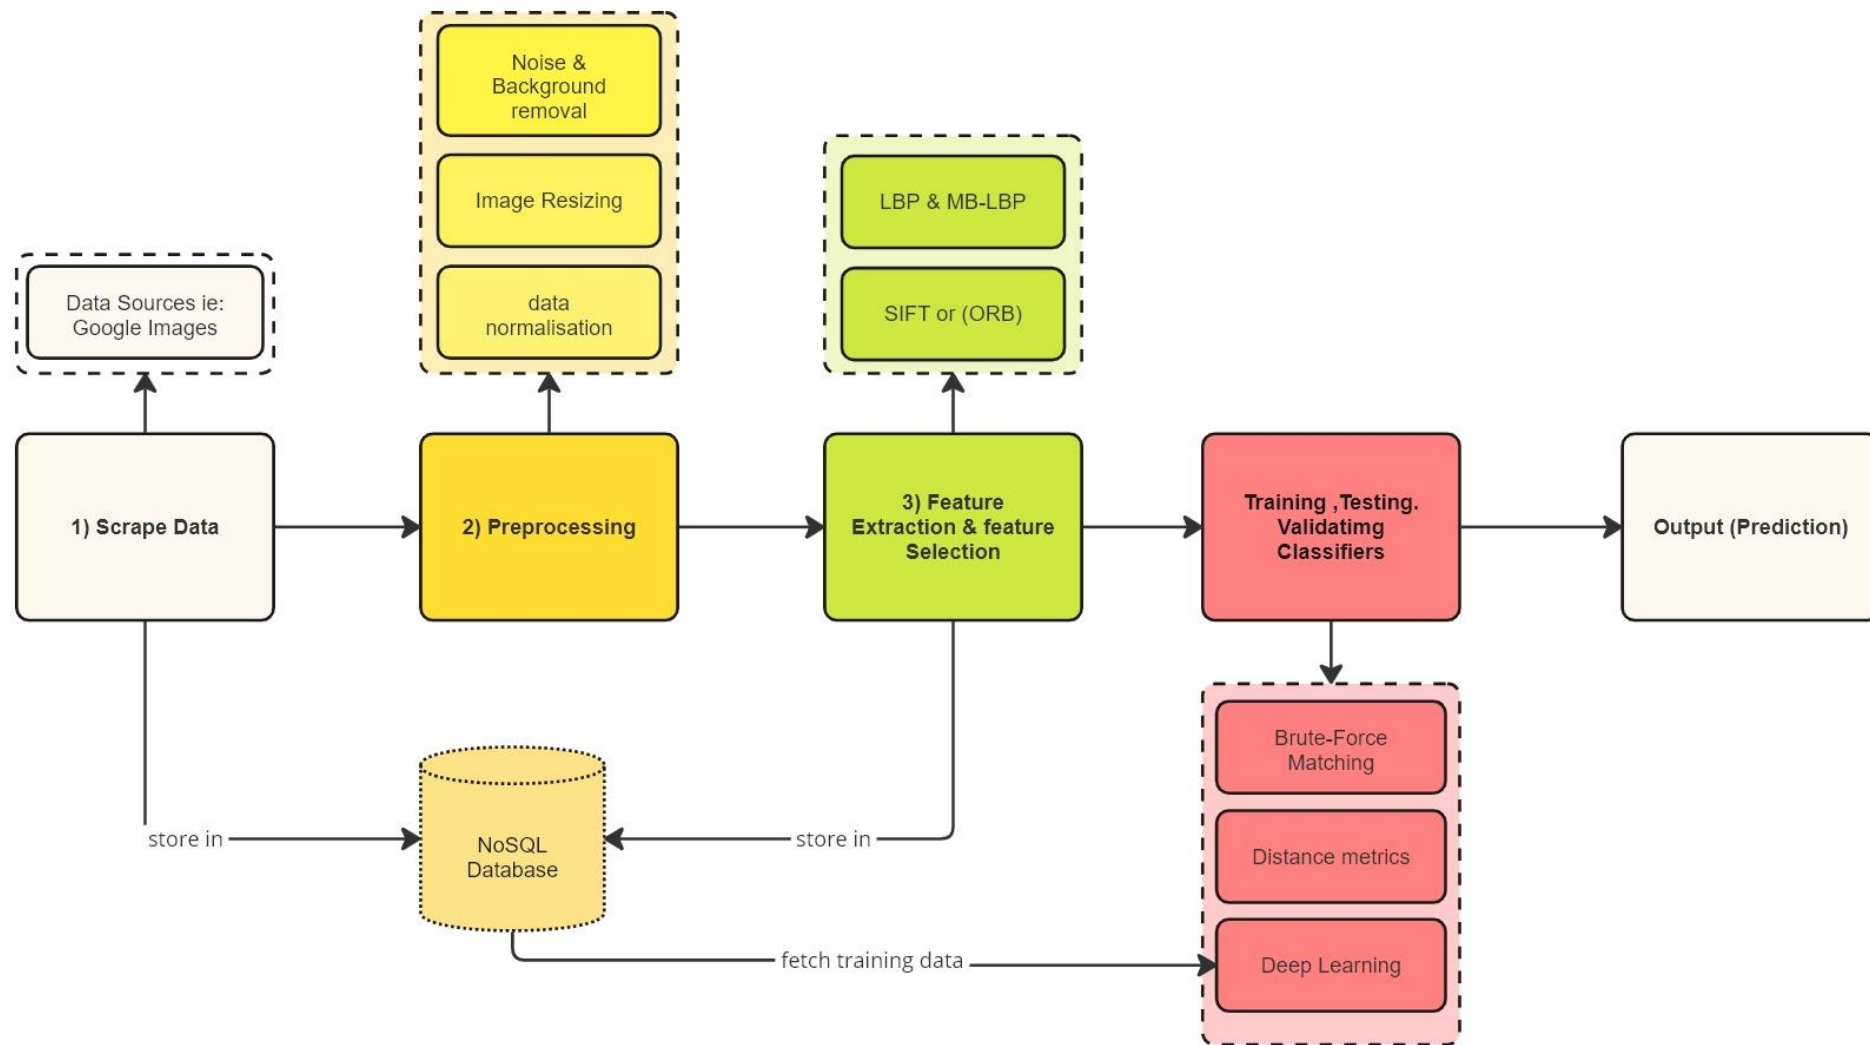 Noise &
Background
removal
Image Resizing
data
normalisation
LBP & MB-LBP
SIFT or (ORB)
Data Sources ie:
Google Images
1) Scrape Data
2) Preprocessing
3) Feature
Extraction & feature
Selection
Training ,Testing.
Validatimg
Classifiers
Output (Prediction)
store in
NoSQL
Database
store in
fetch training data
Brute-Force
Matching
Distance metrics
Deep Learning